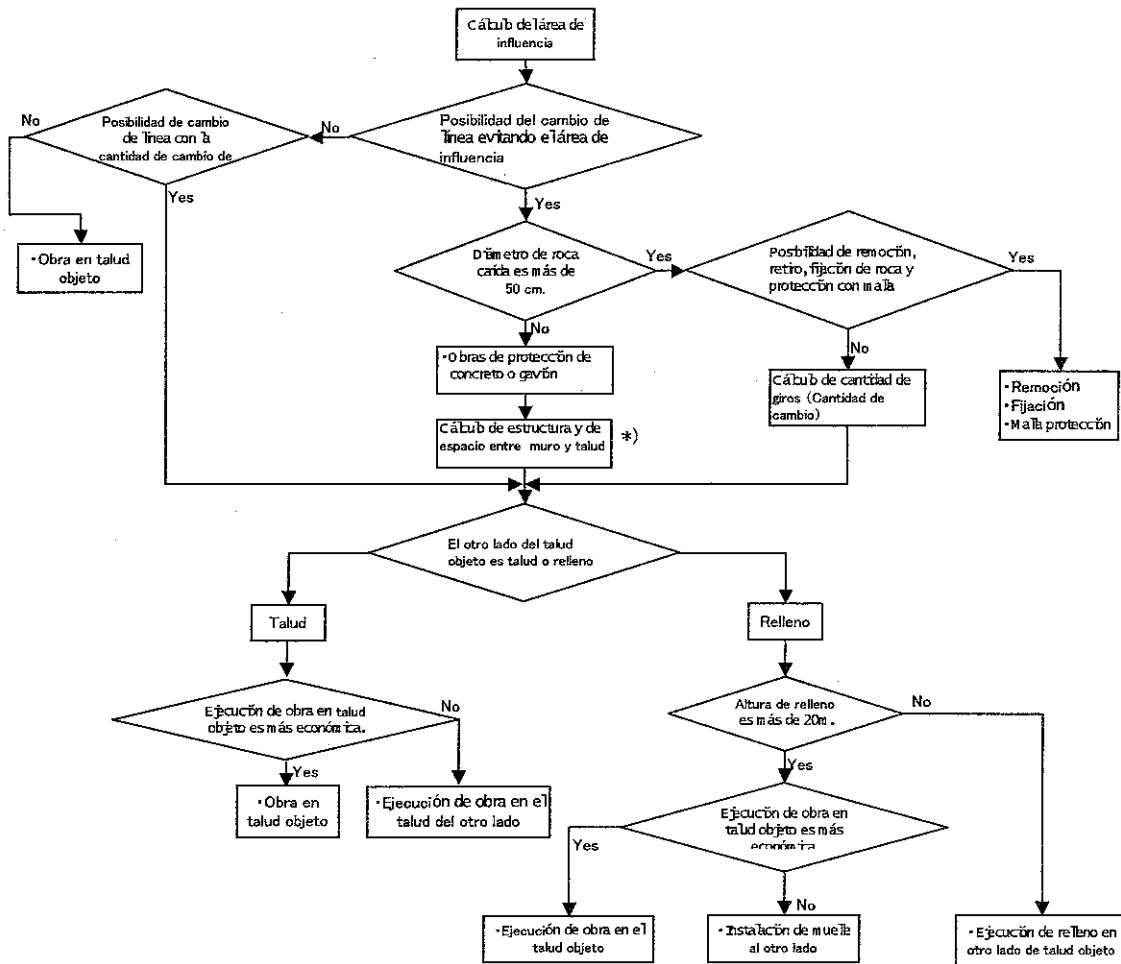 Cálculo del área de
influencia
No
Posibilidad de cambio
de línea con la
cantidad de cambio de
No
Posibilidad del cambio de
línea evitando el área de
influencia
Yes
Yes
・Obra en talud
objeto
Diámetro de roca
caída es más de
50 cm.
Yes
Posibilidad de remoción,
retiro, fijación de roca y
protección con malla
Yes
No
No
・Obras de protección de
concreto o gavión
Cálculo de cantidad de
giros (Cantidad de
cambio)
・Remoción
・Fijación
・Malla protección
Cálculo de estructura y de
espacio entre muro y talud
*)
El otro lado del talud
objeto es talud o relleno
Talud
Relleno
Ejecución de obra en talud
objeto es más económica.
No
Altura de relleno
es más de 20m.
No
Yes
Yes
・Obra en
talud objeto
・Ejecución de obra en el
talud del otro lado
Ejecución de obra en
talud objeto es más
económica
Yes
No
・Ejecución de obra en el
talud objeto
・Instalación de muelle
al otro lado
・Ejecución de relleno en
otro lado de talud objeto